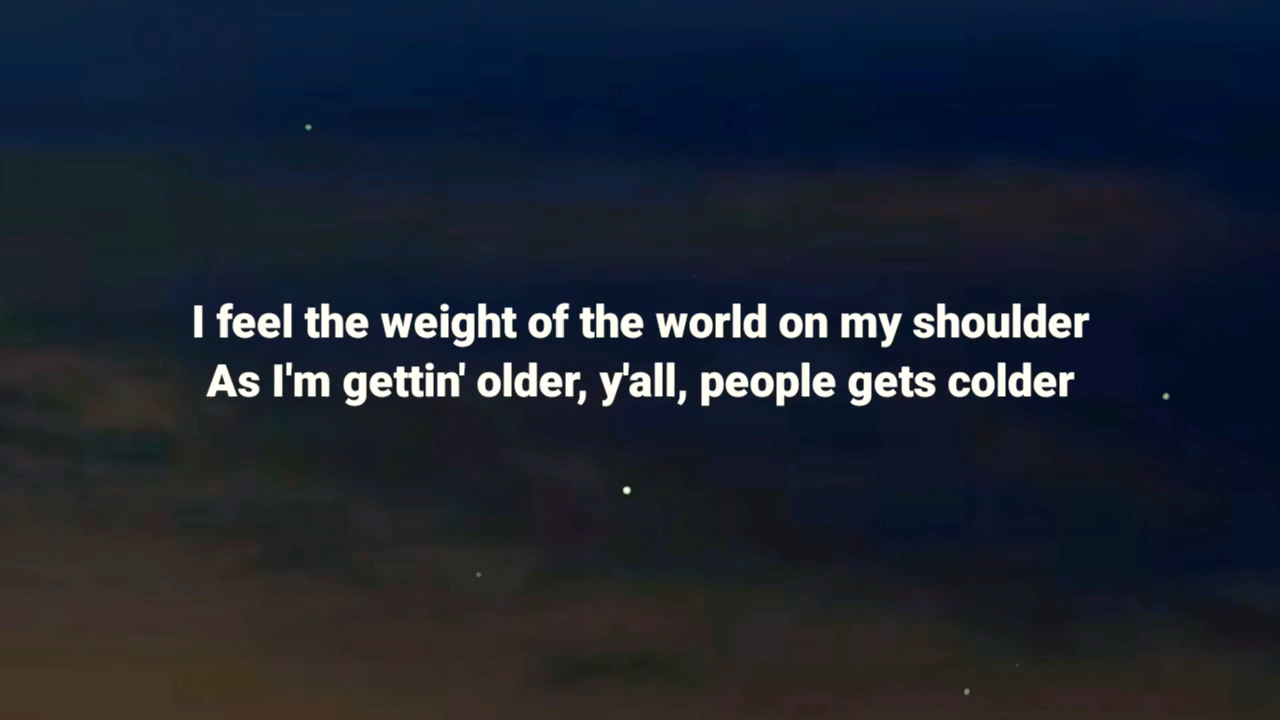 I feel the weight of the world on my shoulder
As I'm gettin' older, y'all, people gets colder